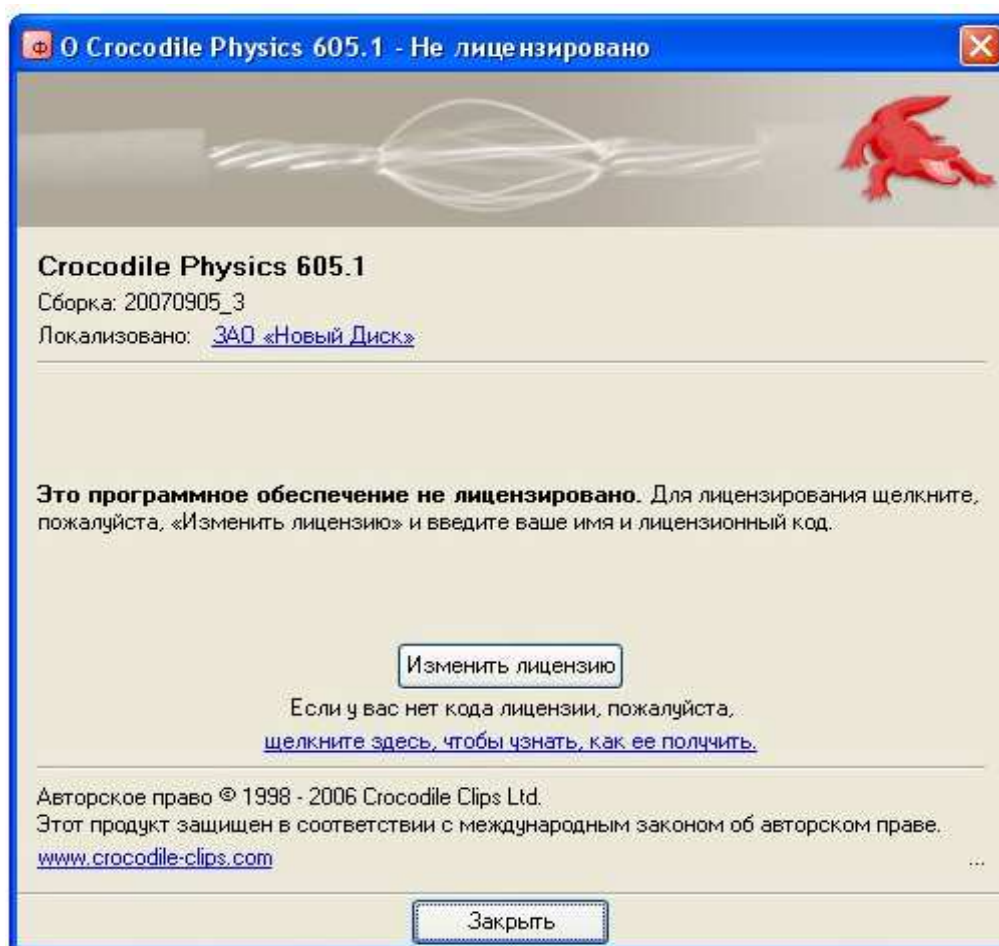 Ф О Crocodile Physics 605.1 - Не лицензировано
Crocodile Physics 605.1
Сборка: 20070905_3
Локализовано: ЗАО «Новый Диск»
Это программное обеспечение не лицензировано. Для лицензирования щелкните,
пожалуйста, «Изменить лицензию» и введите ваше имя и лицензионный код.
Изменить лицензию
Если у вас нет кода лицензии, пожалуйста,
щелкните здесь, чтобы узнать, как ее получить.
Авторское право © 1998 - 2006 Crocodile Clips Ltd.
Этот продукт защищен в соответствии с международным законом об авторском праве.
www.crocodile-clips.com ...
Закрыть